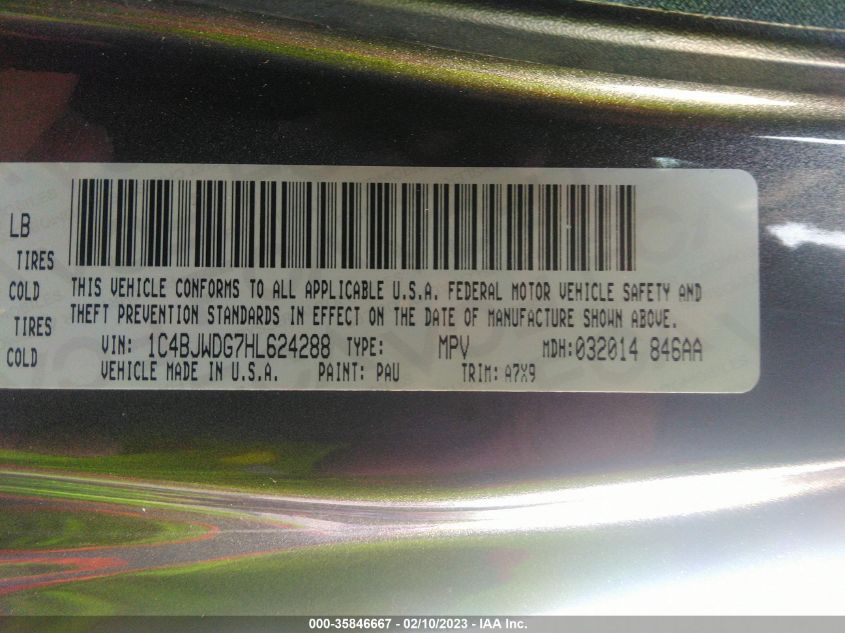 LB
TIRES
COLD THIS VEHICLE CONFORMS TO ALL APPLICABLE U.S.A. FEDERAL MOTOR VEHICLE SAFETY AND
TIRES THEFT PREVENTION STANDARDS IN EFFECT ON THE DATE OF MANUFACTURE SHOWN ABOVE.
COLD VIN: 1C4BJWDG7HL624288 TYPE: MPV MDH:032014 846AA
VEHICLE MADE IN U.S.A. PAINT: PAU TRIM: A7X9
000-35846667 - 02/10/2023 - IAA Inc.